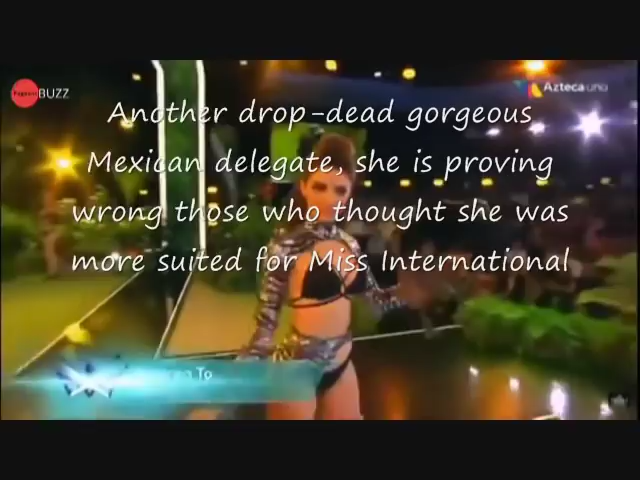 BUZZ
Azteca uno
Another drop-dead gorgeous
Mexican delegate, she is proving
wrong those who thought she was
more suited for Miss International
To